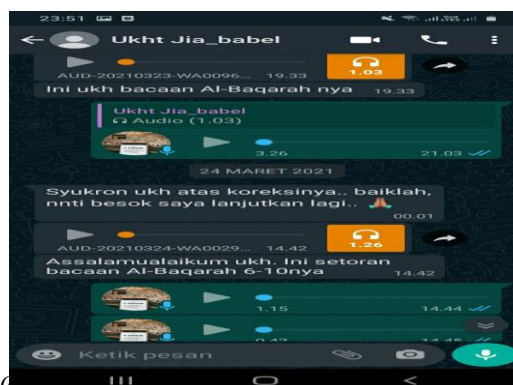 23:51
Ukht Jia_babel
AUD-20210323-WA0096... 19.33
1.03
Ini ukh bacaan Al-Baqarah nya 19.33
Ukht Jia_babel
Audio (1.03)
3.26 21.03
24 MARET 2021
Syukron ukh atas koreksinya.. baiklah,
nnti besok saya lanjutkan lagi..
00.01
AUD-20210324-WA0029... 14.42
1.26
Assalamualaikum ukh. Ini setoran
bacaan Al-Baqarah 6-10nya 14.42
1.15 14.44
0.42
Ketik pesan